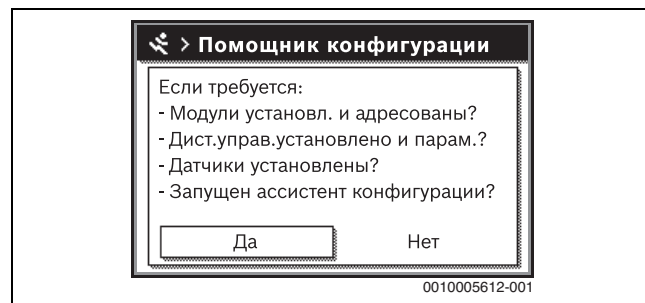 > Помощник конфигурации
Если требуется:
- Модули установл. и адресованы?
- Дист.управ.установлено и парам.?
- Датчики установлены?
- Запущен ассистент конфигурации?
Да Нет
0010005612-001